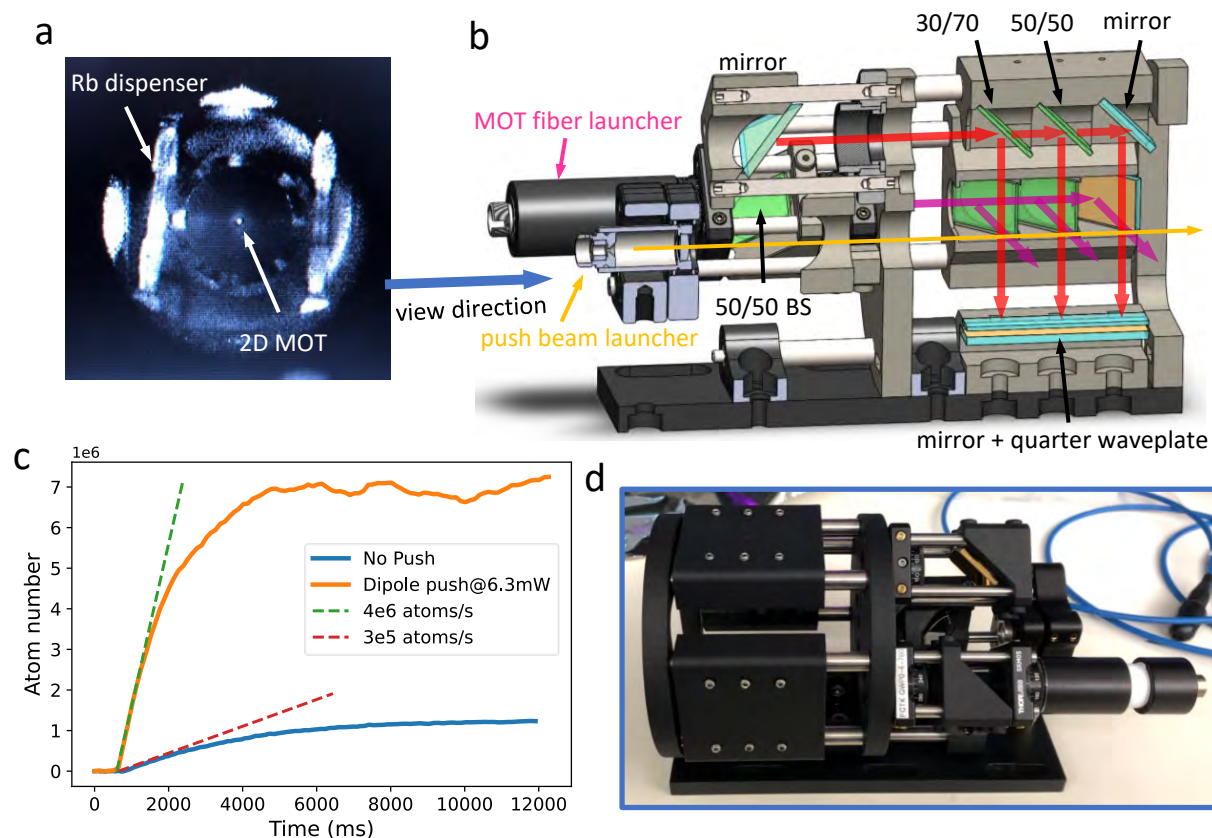 a
Rb dispenser
2D MOT
b
30/70
50/50
mirror
mirror
MOT fiber launcher
view direction
50/50 BS
push beam launcher
mirror + quarter waveplate
c
1e6
7
6
5
4
3
2
1
0
Atom number
No Push
Dipole push@6.3mW
4e6 atoms/s
3e5 atoms/s
0
2000
4000
6000
8000
10000
12000
Time (ms)
d